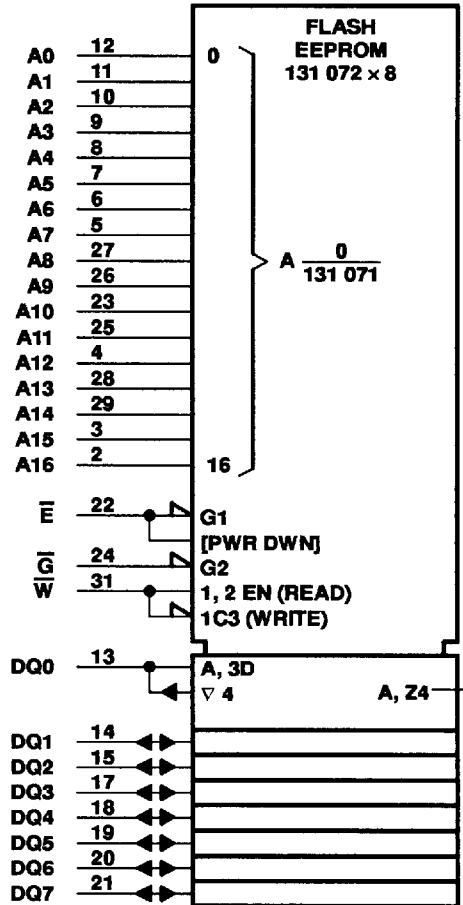 FLASH
EEPROM
131 072 × 8
A0 12 0
A1 11
A2 10
A3 9
A4 8
A5 7
A6 6
A7 5
A8 27 A 0
131 071
A9 26
A10 23
A11 25
A12 4
A13 28
A14 29
A15 3
A16 2 16
E̅ 22 G1
[PWR DWN]
G̅ 24 G2
W̅ 31 1, 2 EN (READ)
1C3 (WRITE)
DQ0 13 A, 3D
▽ 4 A, Z4
DQ1 14
DQ2 15
DQ3 17
DQ4 18
DQ5 19
DQ6 20
DQ7 21